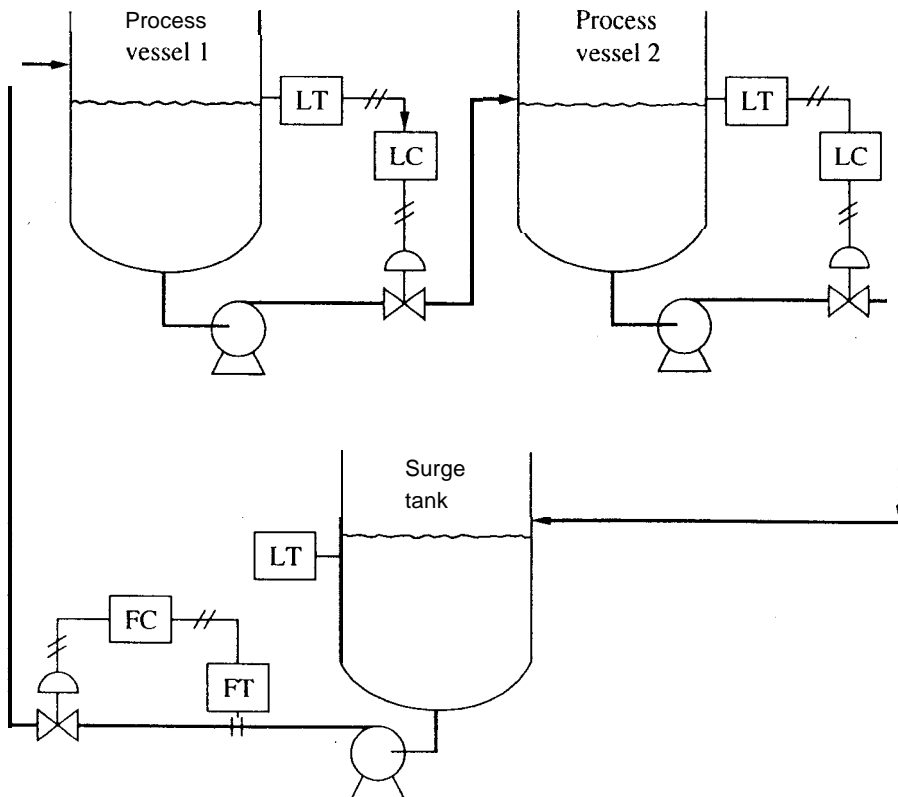 Process
vessel 1
Process
vessel 2
LT
LT
LC
LC
Surge
tank
LT
FC
FT